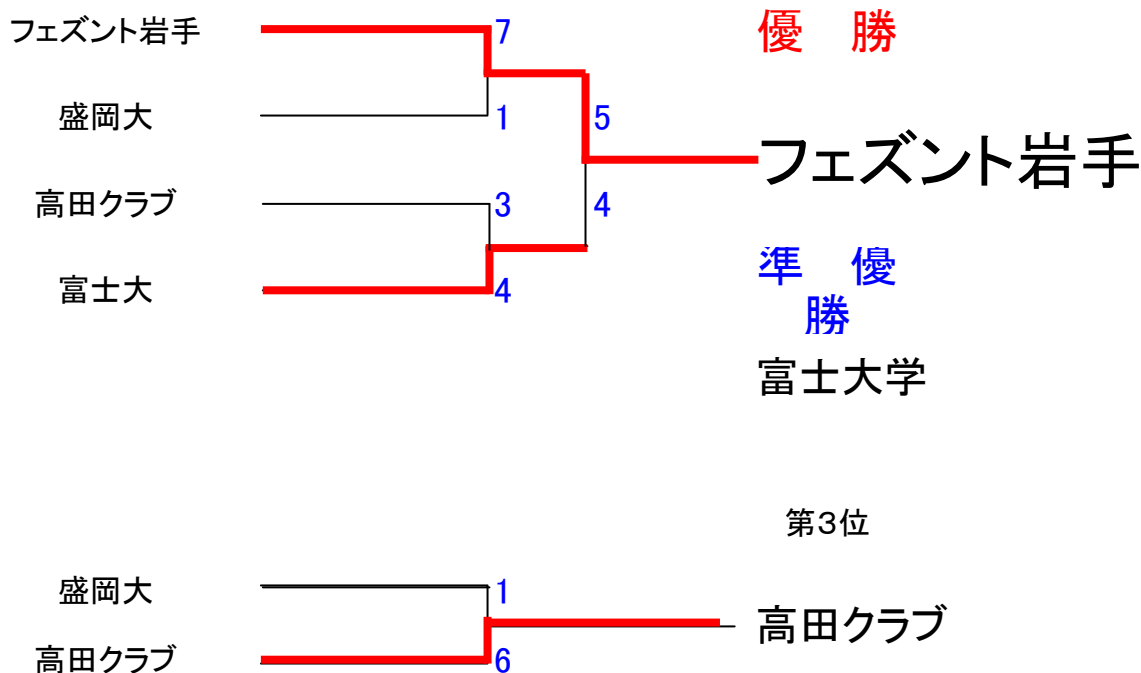 フェズント岩手
7
優　勝
盛岡大
1
5
フェズント岩手
高田クラブ
3
4
富士大
4
準　優
勝
富士大学
第３位
盛岡大
1
高田クラブ
高田クラブ
6